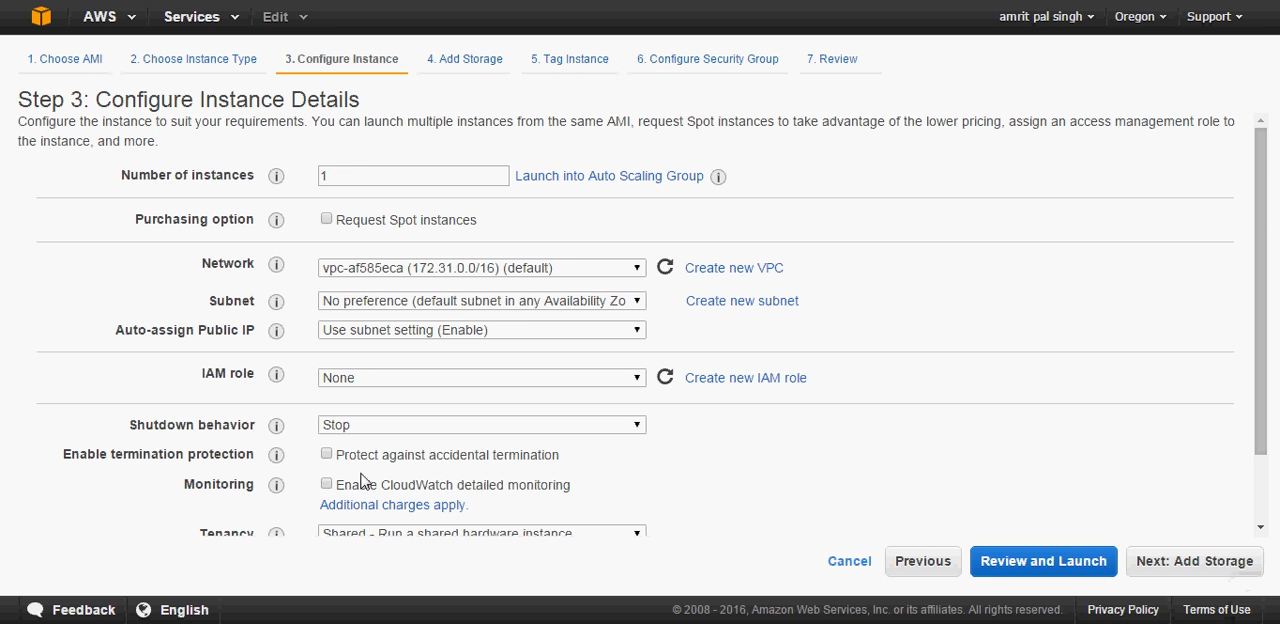 AWS Services Edit amrit pal singh Oregon Support
1. Choose AMI 2. Choose Instance Type 3. Configure Instance 4. Add Storage 5. Tag Instance 6. Configure Security Group 7. Review
Step 3: Configure Instance Details
Configure the instance to suit your requirements. You can launch multiple instances from the same AMI, request Spot instances to take advantage of the lower pricing, assign an access management role to
the instance, and more.
Number of instances 1 Launch into Auto Scaling Group
Purchasing option Request Spot instances
Network vpc-af585eca (172.31.0.0/16) (default) Create new VPC
Subnet No preference (default subnet in any Availability Zo Create new subnet
Auto-assign Public IP Use subnet setting (Enable)
IAM role None Create new IAM role
Shutdown behavior Stop
Enable termination protection Protect against accidental termination
Monitoring Enable CloudWatch detailed monitoring
Additional charges apply.
Tenancy Shared - Run a shared hardware instance
Cancel Previous Review and Launch Next: Add Storage
Feedback English © 2008 - 2016, Amazon Web Services, Inc. or its affiliates. All rights reserved. Privacy Policy Terms of Use